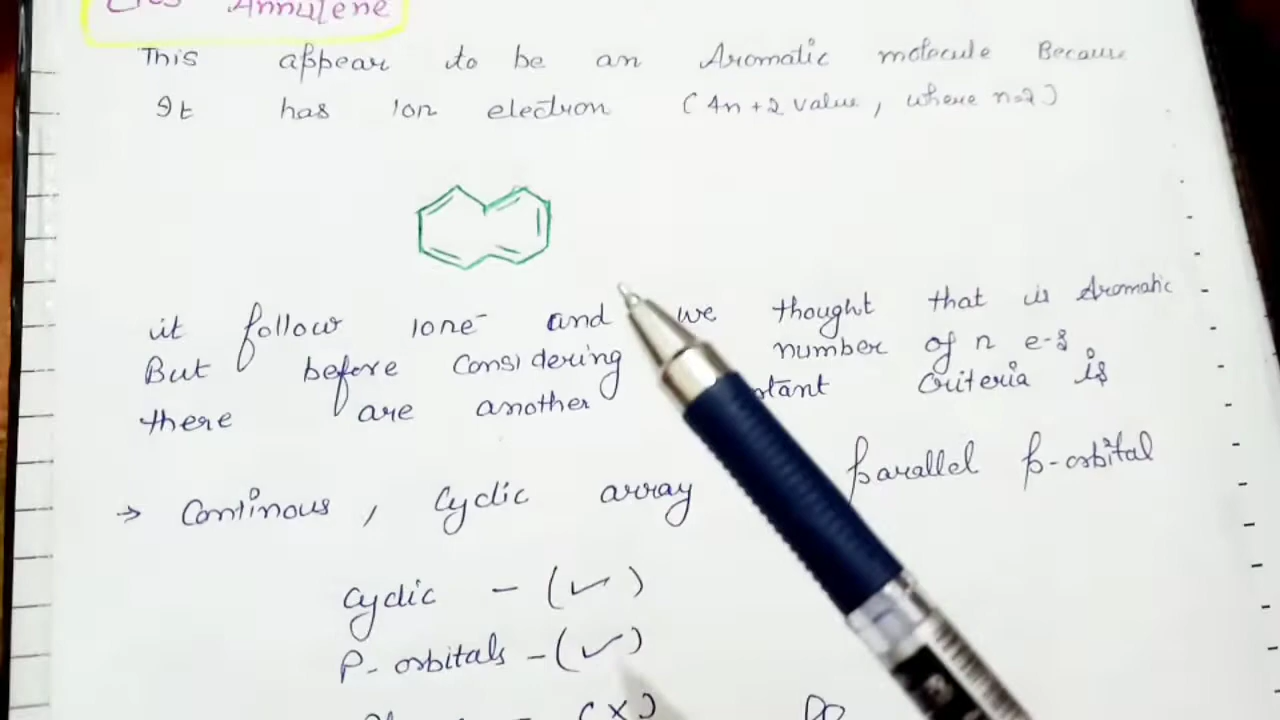 Annulene
This appear to be an Aromatic molecule Because
It has 10π electron (4n+2 value, where n=2)
it follow 10πe⁻ and we thought that is Aromatic
But before Considering number of π e-s
there are another Criteria is
→ Continous, Cyclic array parallel p-orbital
Cyclic - (✓)
P-orbitals - (✓)
(X)